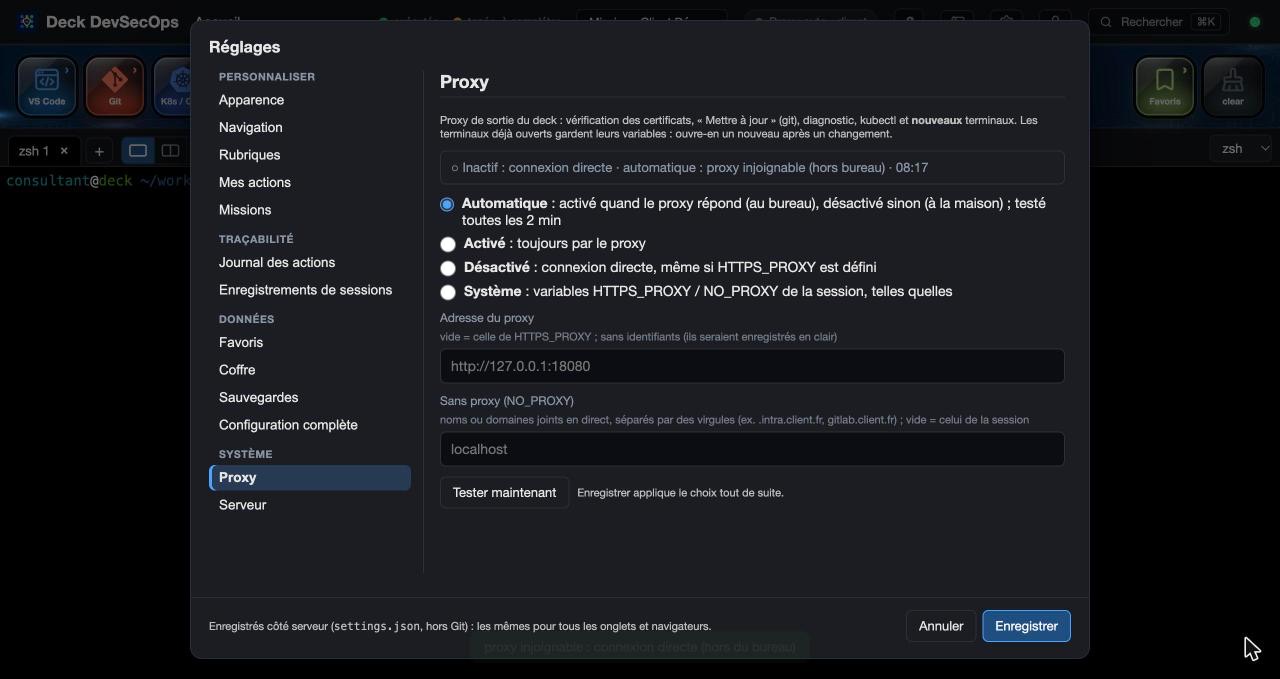 Deck DevSecOps
Rechercher ⌘K
Réglages
VS Code
Git
Favoris
clear
zsh 1 × +
zsh
consultant@deck ~/work
PERSONNALISER
Apparence
Navigation
Rubriques
Mes actions
Missions
TRAÇABILITÉ
Journal des actions
Enregistrements de sessions
DONNÉES
Favoris
Coffre
Sauvegardes
Configuration complète
SYSTÈME
Proxy
Serveur
Proxy
Proxy de sortie du deck : vérification des certificats, « Mettre à jour » (git), diagnostic, kubectl et nouveaux terminaux. Les
terminaux déjà ouverts gardent leurs variables : ouvre-en un nouveau après un changement.
○ Inactif : connexion directe · automatique : proxy injoignable (hors bureau) · 08:17
Automatique : activé quand le proxy répond (au bureau), désactivé sinon (à la maison) ; testé
toutes les 2 min
Activé : toujours par le proxy
Désactivé : connexion directe, même si HTTPS_PROXY est défini
Système : variables HTTPS_PROXY / NO_PROXY de la session, telles quelles
Adresse du proxy
vide = celle de HTTPS_PROXY ; sans identifiants (ils seraient enregistrés en clair)
http://127.0.0.1:18080
Sans proxy (NO_PROXY)
noms ou domaines joints en direct, séparés par des virgules (ex. .intra.client.fr, gitlab.client.fr) ; vide = celui de la session
localhost
Tester maintenant
Enregistrer applique le choix tout de suite.
Enregistrés côté serveur (settings.json, hors Git) : les mêmes pour tous les onglets et navigateurs.
Annuler
Enregistrer
proxy injoignable : connexion directe (hors du bureau)